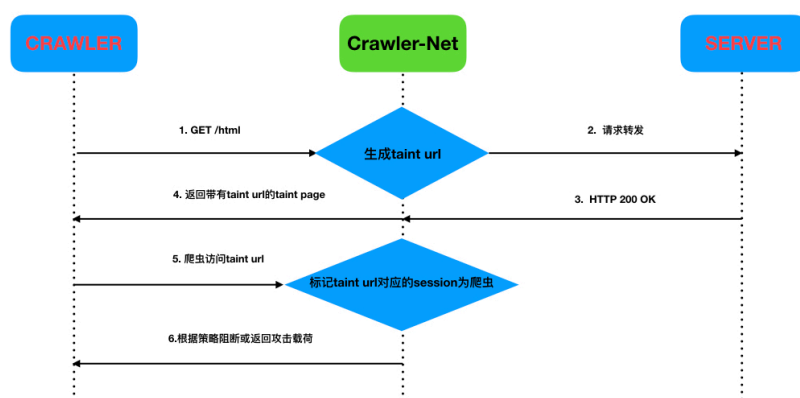 CRAWLER
Crawler-Net
SERVER
1. GET /html
2. 请求转发
生成taint url
4. 返回带有taint url的taint page
3. HTTP 200 OK
5. 爬虫访问taint url
标记taint url对应的session为爬虫
6.根据策略阻断或返回攻击载荷